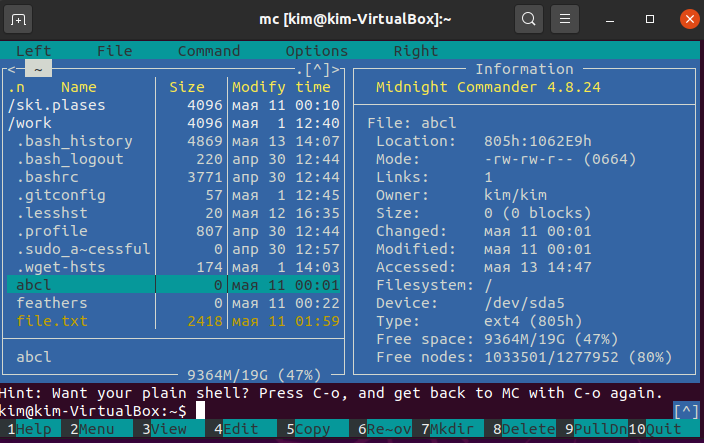 mc [kim@kim-VirtualBox]:~
Left File Command Options Right
<- ~ .[^]>
.n Name Size Modify time
/ski.plases 4096 мая 11 00:10
/work 4096 мая 1 12:40
.bash_history 4869 мая 13 14:07
.bash_logout 220 апр 30 12:44
.bashrc 3771 апр 30 12:44
.gitconfig 57 мая 1 12:45
.lesshst 20 мая 12 16:35
.profile 807 апр 30 12:44
.sudo_a~cessful 0 апр 30 12:57
.wget-hsts 174 мая 1 14:03
abcl 0 мая 11 00:01
feathers 0 мая 11 00:22
file.txt 2418 мая 11 01:59
abcl
9364M/19G (47%)
Information
Midnight Commander 4.8.24
File: abcl
Location: 805h:1062E9h
Mode: -rw-rw-r-- (0664)
Links: 1
Owner: kim/kim
Size: 0 (0 blocks)
Changed: мая 11 00:01
Modified: мая 11 00:01
Accessed: мая 13 14:47
Filesystem: /
Device: /dev/sda5
Type: ext4 (805h)
Free space: 9364M/19G (47%)
Free nodes: 1033501/1277952 (80%)
Hint: Want your plain shell? Press C-o, and get back to MC with C-o again.
kim@kim-VirtualBox:~$ [^]
1Help 2Menu 3View 4Edit 5Copy 6Re~ov 7Mkdir 8Delete 9PullDn 10Quit